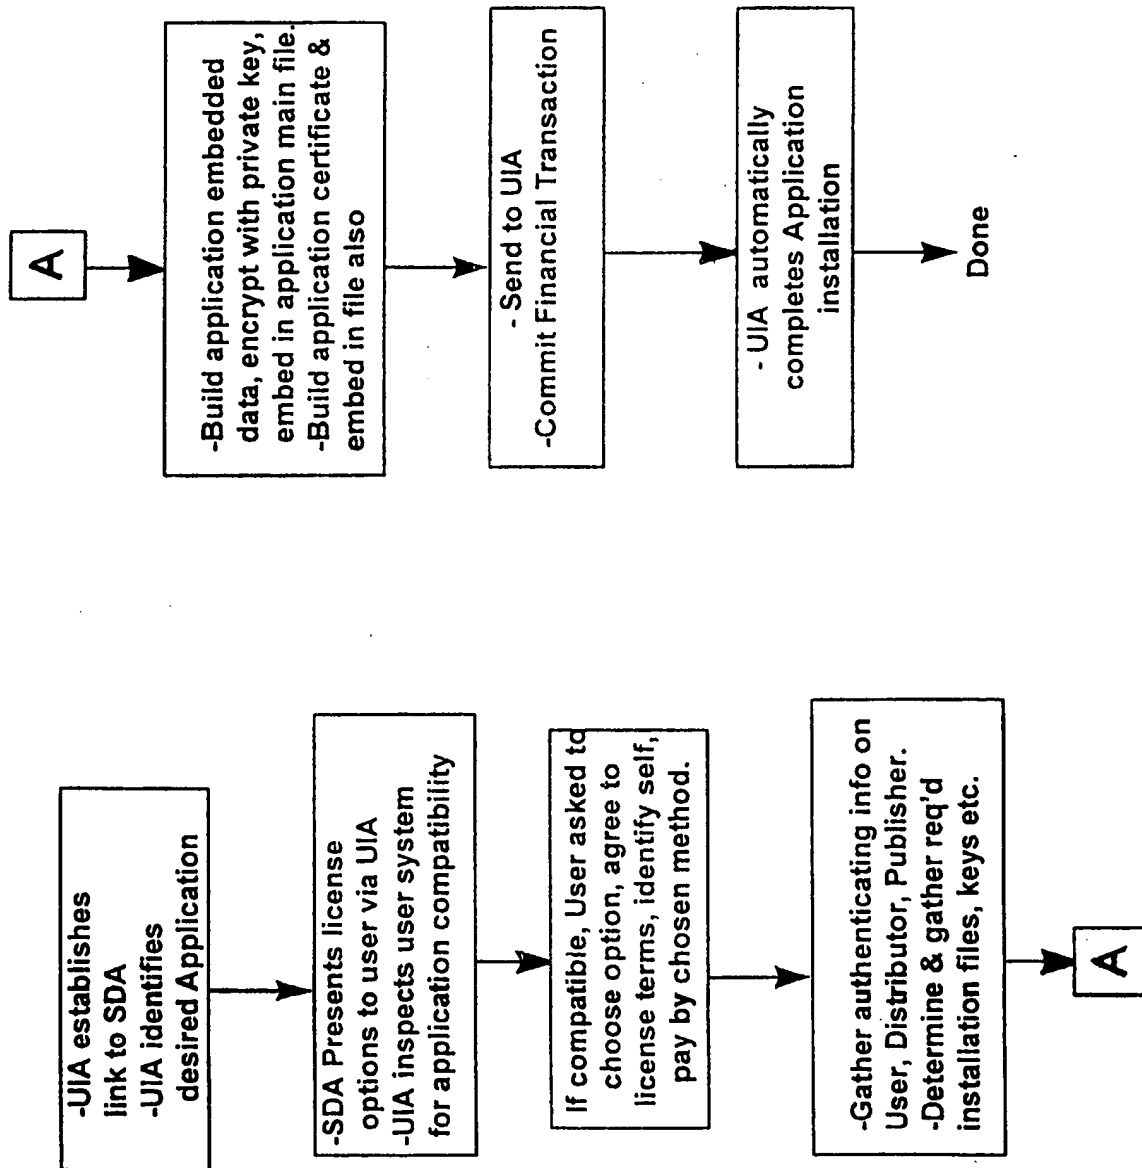 -UIA establishes
link to SDA
-UIA identifies
desired Application
-SDA Presents license
options to user via UIA
-UIA inspects user system
for application compatibility
If compatible, User asked to
choose option, agree to
license terms, identify self,
pay by chosen method.
-Gather authenticating info on
User, Distributor, Publisher.
-Determine & gather req'd
installation files, keys etc.
A
A
-Build application embedded
data, encrypt with private key,
embed in application main file.
-Build application certificate &
embed in file also
- Send to UIA
-Commit Financial Transaction
- UIA automatically
completes Application
installation
Done